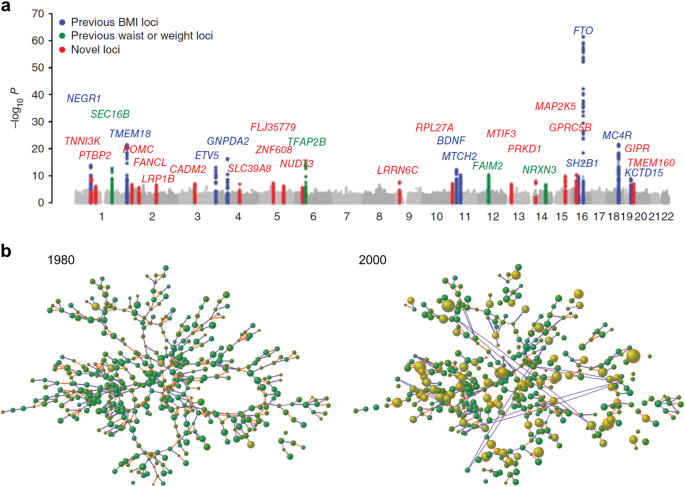 a
70
60
50
40
30
20
10
0
–log10 P
Previous BMI loci
Previous waist or weight loci
Novel loci
FTO
NEGR1
SEC16B
MAP2K5
TMEM18
FLJ35779
RPL27A
MTIF3
GPRC5B
TNNI3K
POMC
GNPDA2
TFAP2B
BDNF
MC4R
PTBP2
FANCL
ETV5
ZNF608
MTCH2
PRKD1
GIPR
LRP1B
CADM2
SLC39A8
NUDT3
LRRN6C
FAIM2
NRXN3
SH2B1
TMEM160
KCTD15
1 2 3 4 5 6 7 8 9 10 11 12 13 14 15 16 17 18 19 20 21 22
b
1980
2000